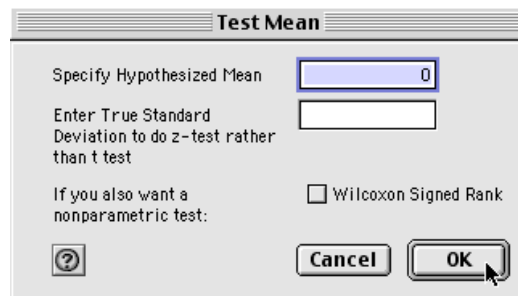 Test Mean
Specify Hypothesized Mean 0
Enter True Standard
Deviation to do z-test rather
than t test
If you also want a
nonparametric test:
Wilcoxon Signed Rank
?
Cancel OK